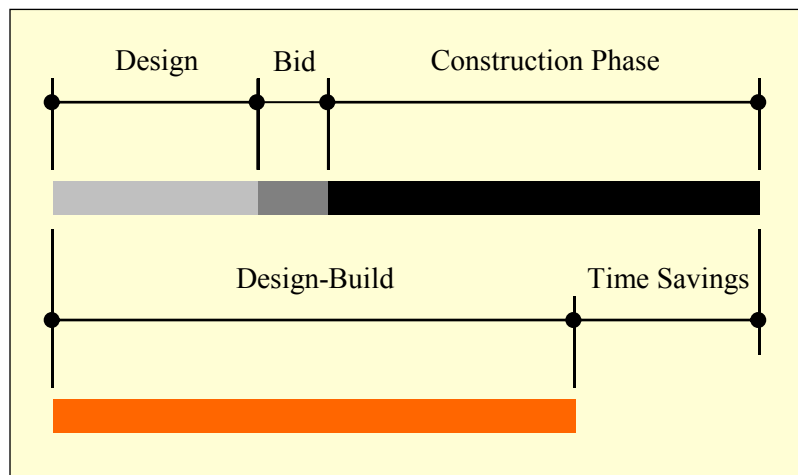 Design
Bid
Construction Phase
Design-Build
Time Savings